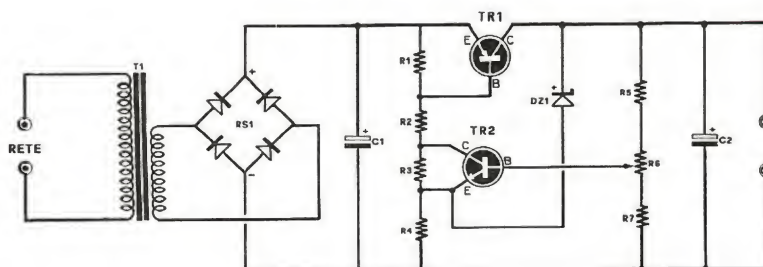 TR1
E C
B
T1
R1
R5
+
DZ1
+
RETE
RS1
+
C1
R2
TR2
C
B
R3
R6
+
C2
E
-
R4
R7